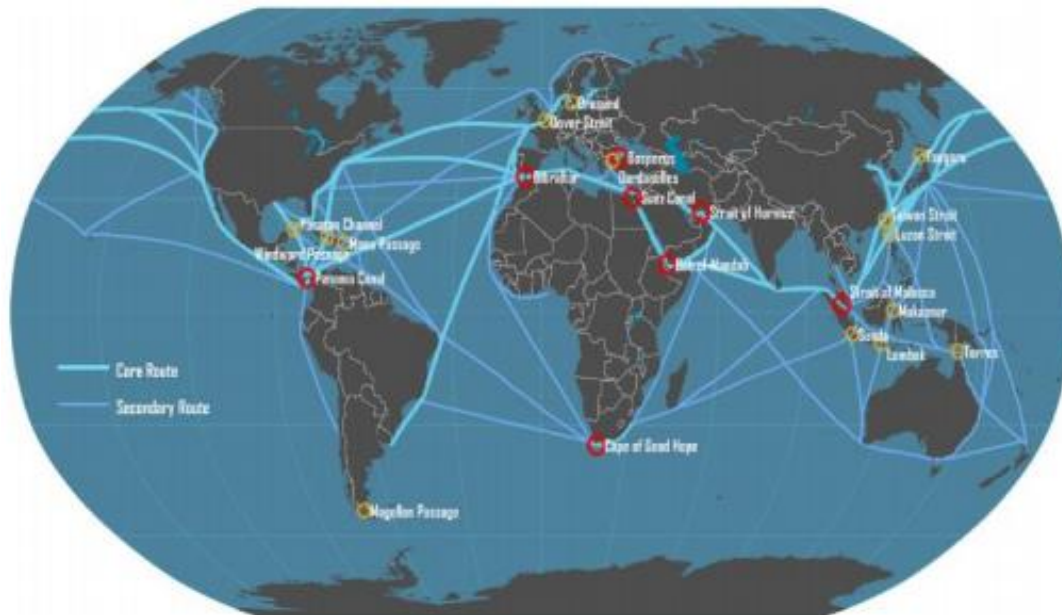 Oresund
Dover Strait
Bosporus
Dardanelles
Gibraltar
Suez Canal
Strait of Hormuz
Tsugaru
Taiwan Strait
Luzon Strait
Yucatan Channel
Windward Passage
Mona Passage
Panama Canal
Bab el-Mandab
Strait of Malacca
Makassar
Sunda
Lombok
Torres
Core Route
Secondary Route
Cape of Good Hope
Magellan Passage